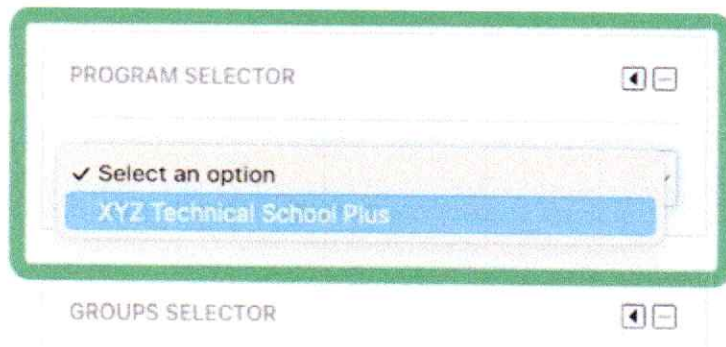 PROGRAM SELECTOR
✓ Select an option
XYZ Technical School Plus
GROUPS SELECTOR